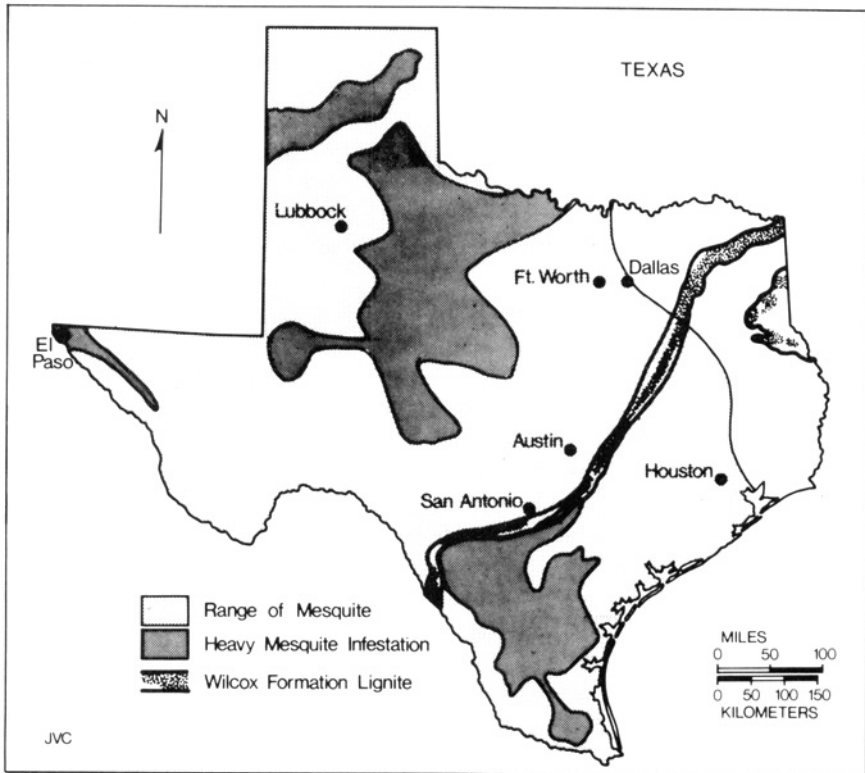 TEXAS
N
Lubbock
Ft. Worth
Dallas
El
Paso
Austin
Houston
San Antonio
Range of Mesquite
Heavy Mesquite Infestation
Wilcox Formation Lignite
MILES
0 50 100
0 50 100 150
KILOMETERS
JVC